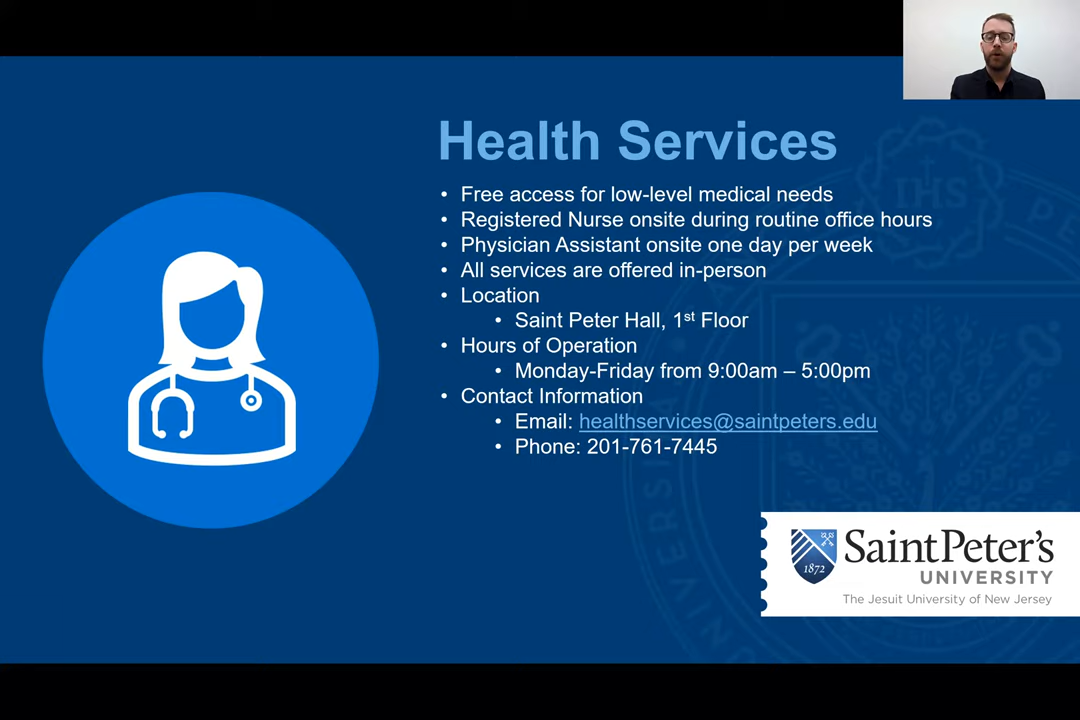 Health Services
• Free access for low-level medical needs
• Registered Nurse onsite during routine office hours
• Physician Assistant onsite one day per week
• All services are offered in-person
• Location
• Saint Peter Hall, 1st Floor
• Hours of Operation
• Monday-Friday from 9:00am – 5:00pm
• Contact Information
• Email: healthservices@saintpeters.edu
• Phone: 201-761-7445
IHS
1872
Saint Peter's
UNIVERSITY
The Jesuit University of New Jersey